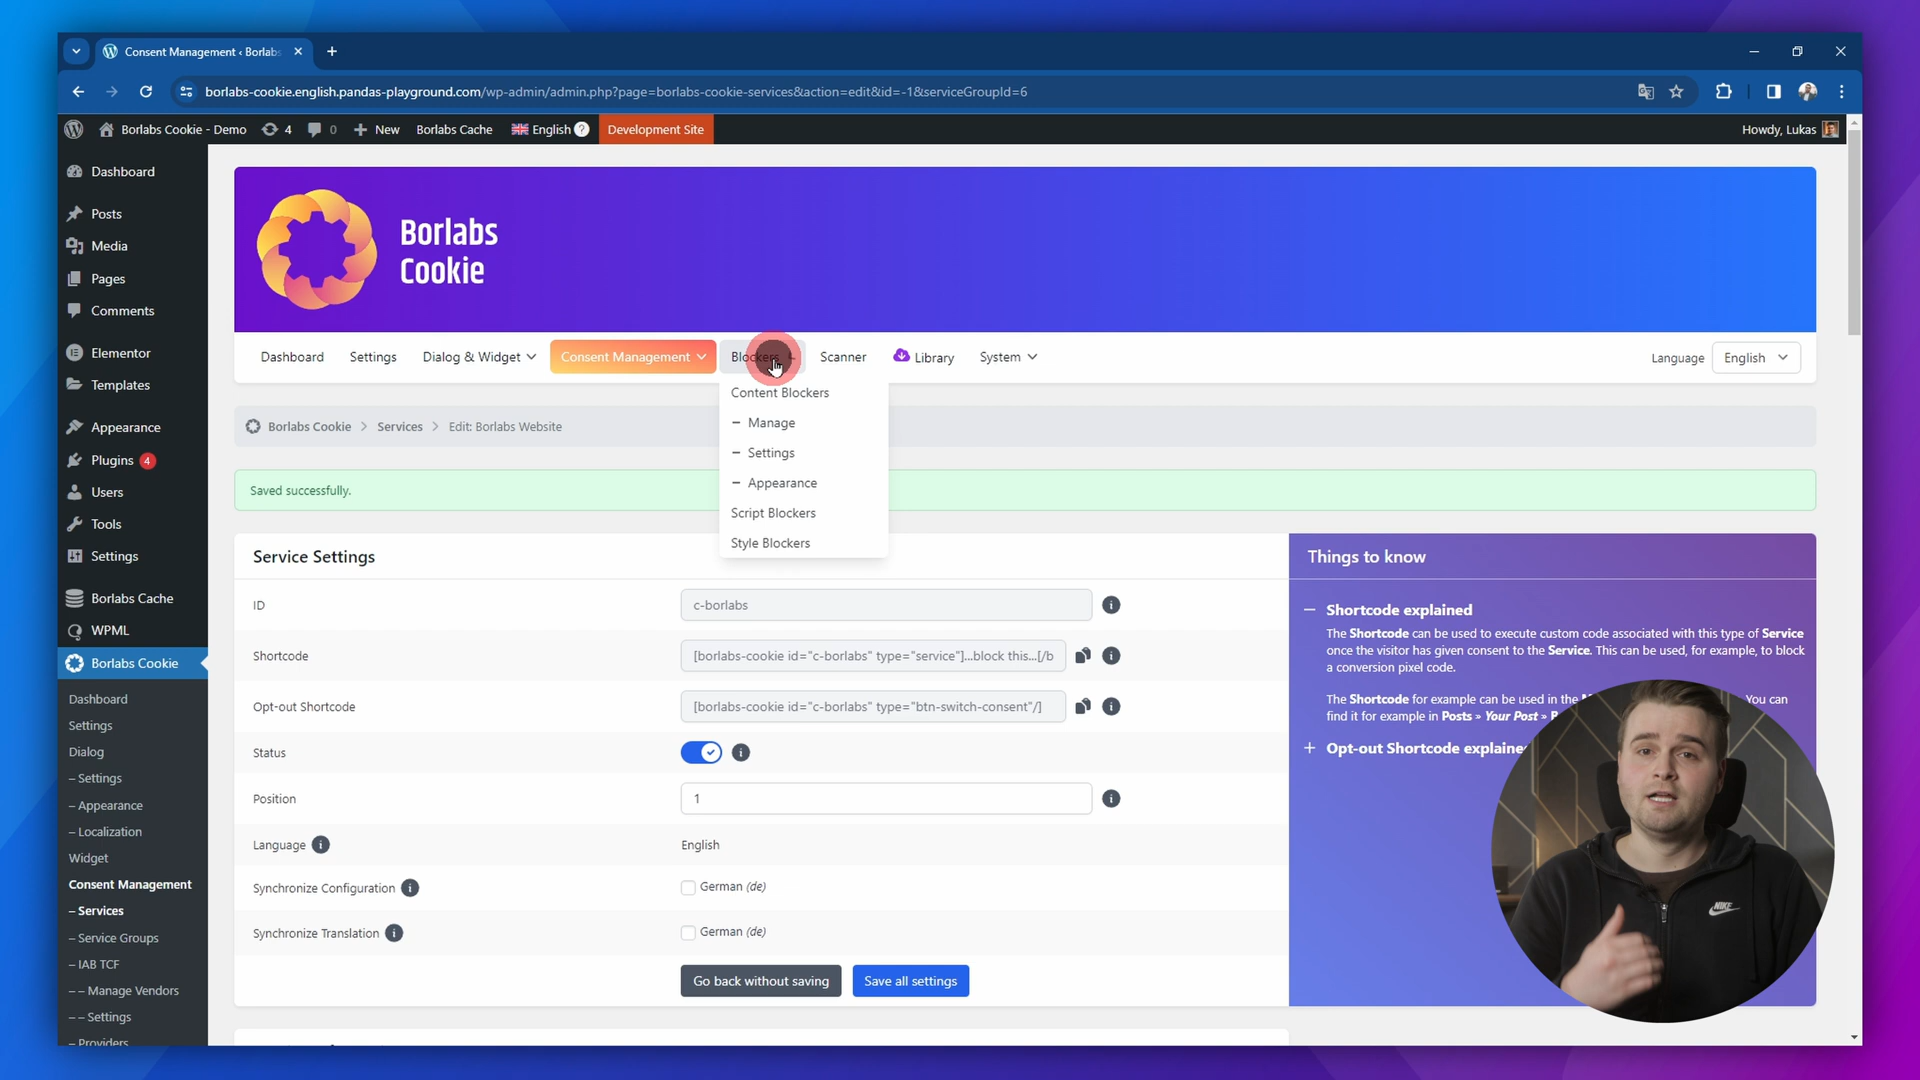 Consent Management ‹ Borlabs
borlabs-cookie.english.pandas-playground.com/wp-admin/admin.php?page=borlabs-cookie-services&action=edit&id=-1&serviceGroupId=6
Borlabs Cookie - Demo 4 0 New Borlabs Cache English Development Site Howdy, Lukas
Dashboard
Posts
Media
Pages
Comments
Elementor
Templates
Appearance
Plugins 4
Users
Tools
Settings
Borlabs Cache
WPML
Borlabs Cookie
Dashboard
Settings
Dialog
– Settings
– Appearance
– Localization
Widget
Consent Management
– Services
– Service Groups
– IAB TCF
– – Manage Vendors
– – Settings
– Providers
Borlabs
Cookie
Dashboard Settings Dialog & Widget Consent Management Blockers Scanner Library System Language English
Content Blockers
– Manage
– Settings
– Appearance
Script Blockers
Style Blockers
Borlabs Cookie > Services > Edit: Borlabs Website
Saved successfully.
Service Settings
ID c-borlabs
Shortcode [borlabs-cookie id="c-borlabs" type="service"]...block this...[/b
Opt-out Shortcode [borlabs-cookie id="c-borlabs" type="btn-switch-consent"/]
Status
Position 1
Language English
Synchronize Configuration German (de)
Synchronize Translation German (de)
Go back without saving Save all settings
Things to know
– Shortcode explained
The Shortcode can be used to execute custom code associated with this type of Service
once the visitor has given consent to the Service. This can be used, for example, to block
a conversion pixel code.
The Shortcode for example can be used in the You can
find it for example in Posts » Your Post »
+ Opt-out Shortcode explained
NIKE